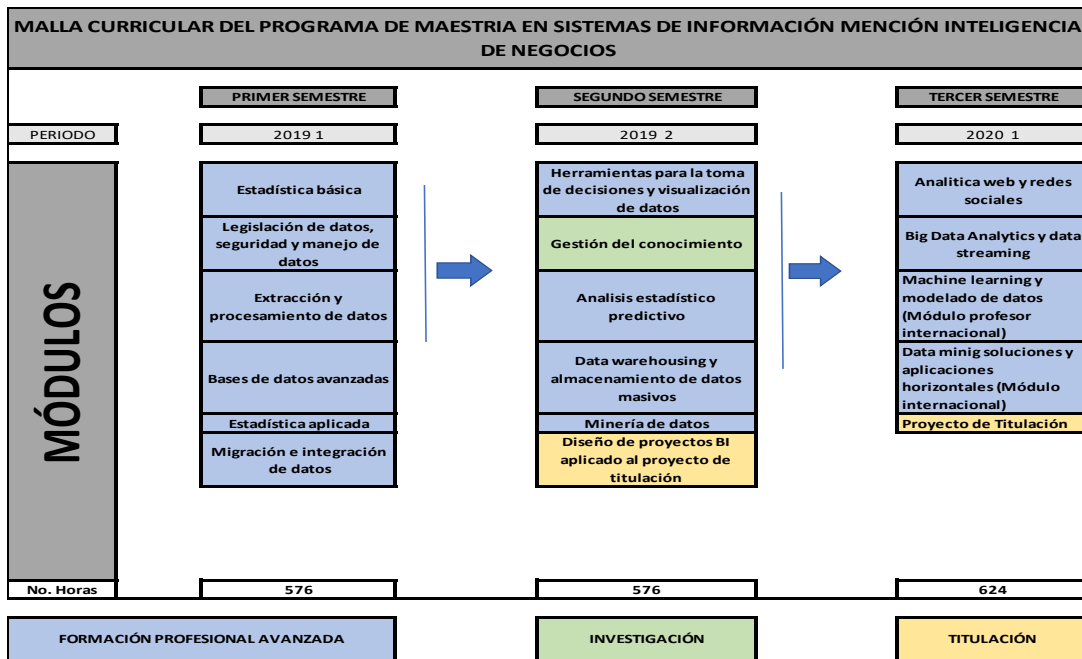 MALLA CURRICULAR DEL PROGRAMA DE MAESTRIA EN SISTEMAS DE INFORMACIÓN MENCIÓN INTELIGENCIA
DE NEGOCIOS
PRIMER SEMESTRE
SEGUNDO SEMESTRE
TERCER SEMESTRE
PERIODO
2019 1
2019 2
2020 1
MÓDULOS
Estadística básica
Legislación de datos,
seguridad y manejo de
datos
Extracción y
procesamiento de datos
Bases de datos avanzadas
Estadística aplicada
Migración e integración
de datos
Herramientas para la toma
de decisiones y visualización
de datos
Gestión del conocimiento
Analisis estadístico
predictivo
Data warehousing y
almacenamiento de datos
masivos
Minería de datos
Diseño de proyectos BI
aplicado al proyecto de
titulación
Analitica web y redes
sociales
Big Data Analytics y data
streaming
Machine learning y
modelado de datos
(Módulo profesor
internacional)
Data minig soluciones y
aplicaciones
horizontales (Módulo
internacional)
Proyecto de Titulación
No. Horas
576
576
624
FORMACIÓN PROFESIONAL AVANZADA
INVESTIGACIÓN
TITULACIÓN